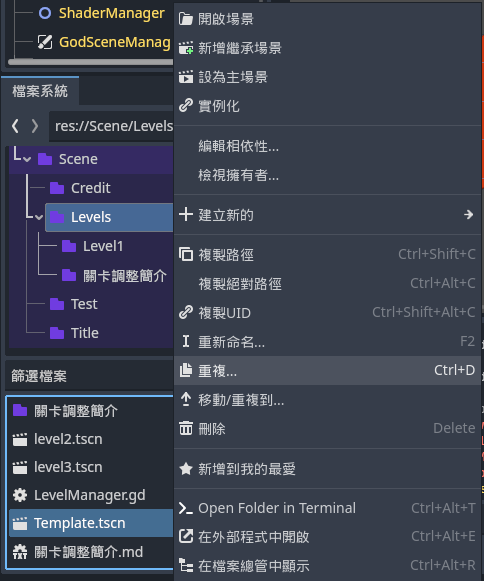 ShaderManager
GodSceneManag
檔案系統
res://Scene/Levels
Scene
Credit
Levels
Level1
關卡調整簡介
Test
Title
篩選檔案
關卡調整簡介
level2.tscn
level3.tscn
LevelManager.gd
Template.tscn
關卡調整簡介.md
開啟場景
新增繼承場景
設為主場景
實例化
編輯相依性...
檢視擁有者...
建立新的
複製路徑 Ctrl+Shift+C
複製絕對路徑 Ctrl+Alt+C
複製UID Ctrl+Shift+Alt+C
重新命名... F2
重複... Ctrl+D
移動/重複到...
刪除 Delete
新增到我的最愛
Open Folder in Terminal Ctrl+Alt+T
在外部程式中開啟 Ctrl+Alt+E
在檔案總管中顯示 Ctrl+Alt+R